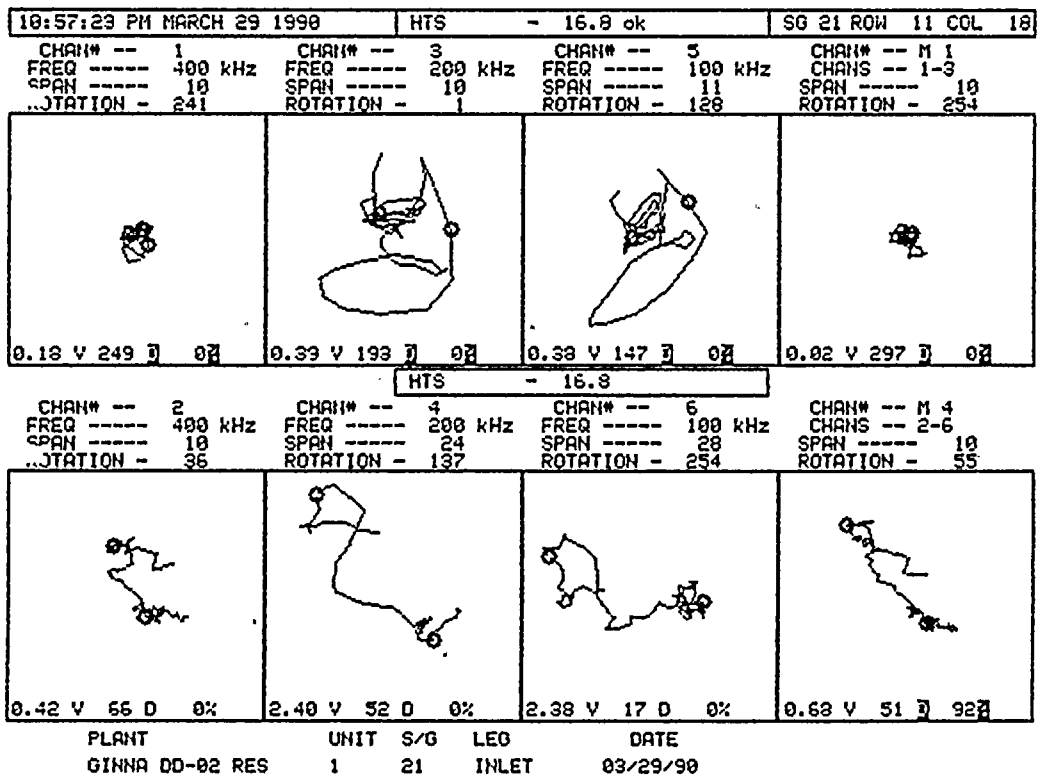 10:57:23 PM MARCH 29 1990 HTS - 16.8 ok SG 21 ROW 11 COL 18
CHAN# -- 1 CHAN# -- 3 CHAN# -- 5 CHAN# -- M 1
FREQ ----- 400 kHz FREQ ----- 200 kHz FREQ ----- 100 kHz CHANS -- 1-3
SPAN ----- 10 SPAN ----- 10 SPAN ----- 11 SPAN ----- 10
..JTATION - 241 ROTATION - 1 ROTATION - 128 ROTATION - 254
0.18 V 249 D 0% 0.39 V 193 D 0% 0.38 V 147 D 0% 0.02 V 297 D 0%
HTS - 16.8
CHAN# -- 2 CHAN# -- 4 CHAN# -- 6 CHAN# -- M 4
FREQ ----- 400 kHz FREQ ----- 200 kHz FREQ ----- 100 kHz CHANS -- 2-6
SPAN ----- 10 SPAN ----- 24 SPAN ----- 28 SPAN ----- 10
..JTATION - 36 ROTATION - 137 ROTATION - 254 ROTATION - 55
0.42 V 66 D 0% 2.40 V 52 D 0% 2.38 V 17 D 0% 0.68 V 51 D 92%
PLANT UNIT S/G LEG DATE
GINNA DD-02 RES 1 21 INLET 03/29/90